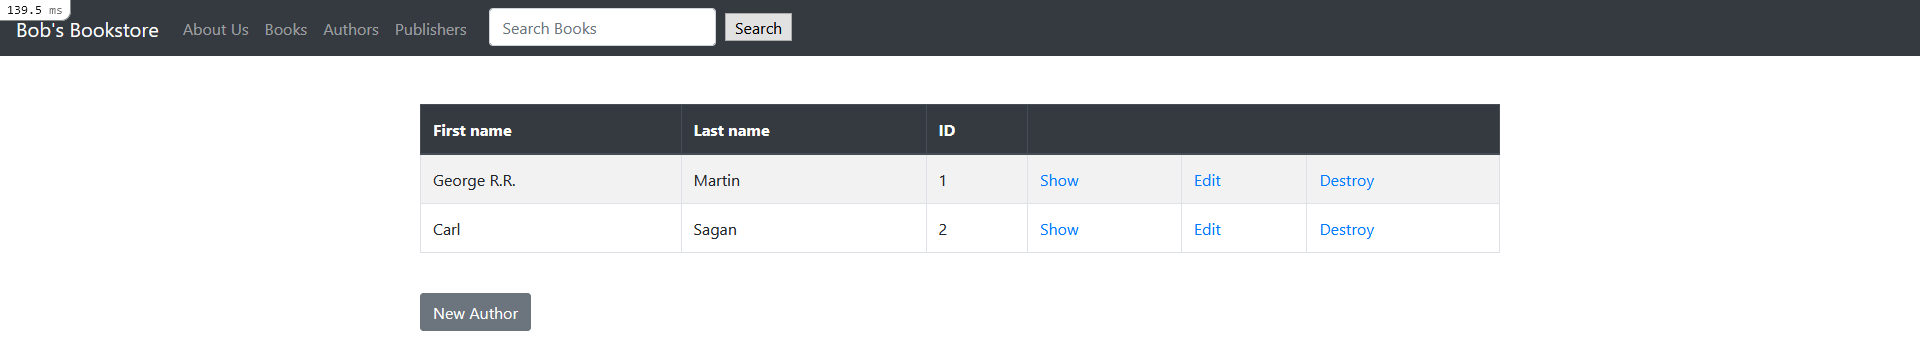 139.5 ms
Bob's Bookstore About Us Books Authors Publishers Search Books Search
First name Last name ID
George R.R. Martin 1 Show Edit Destroy
Carl Sagan 2 Show Edit Destroy
New Author